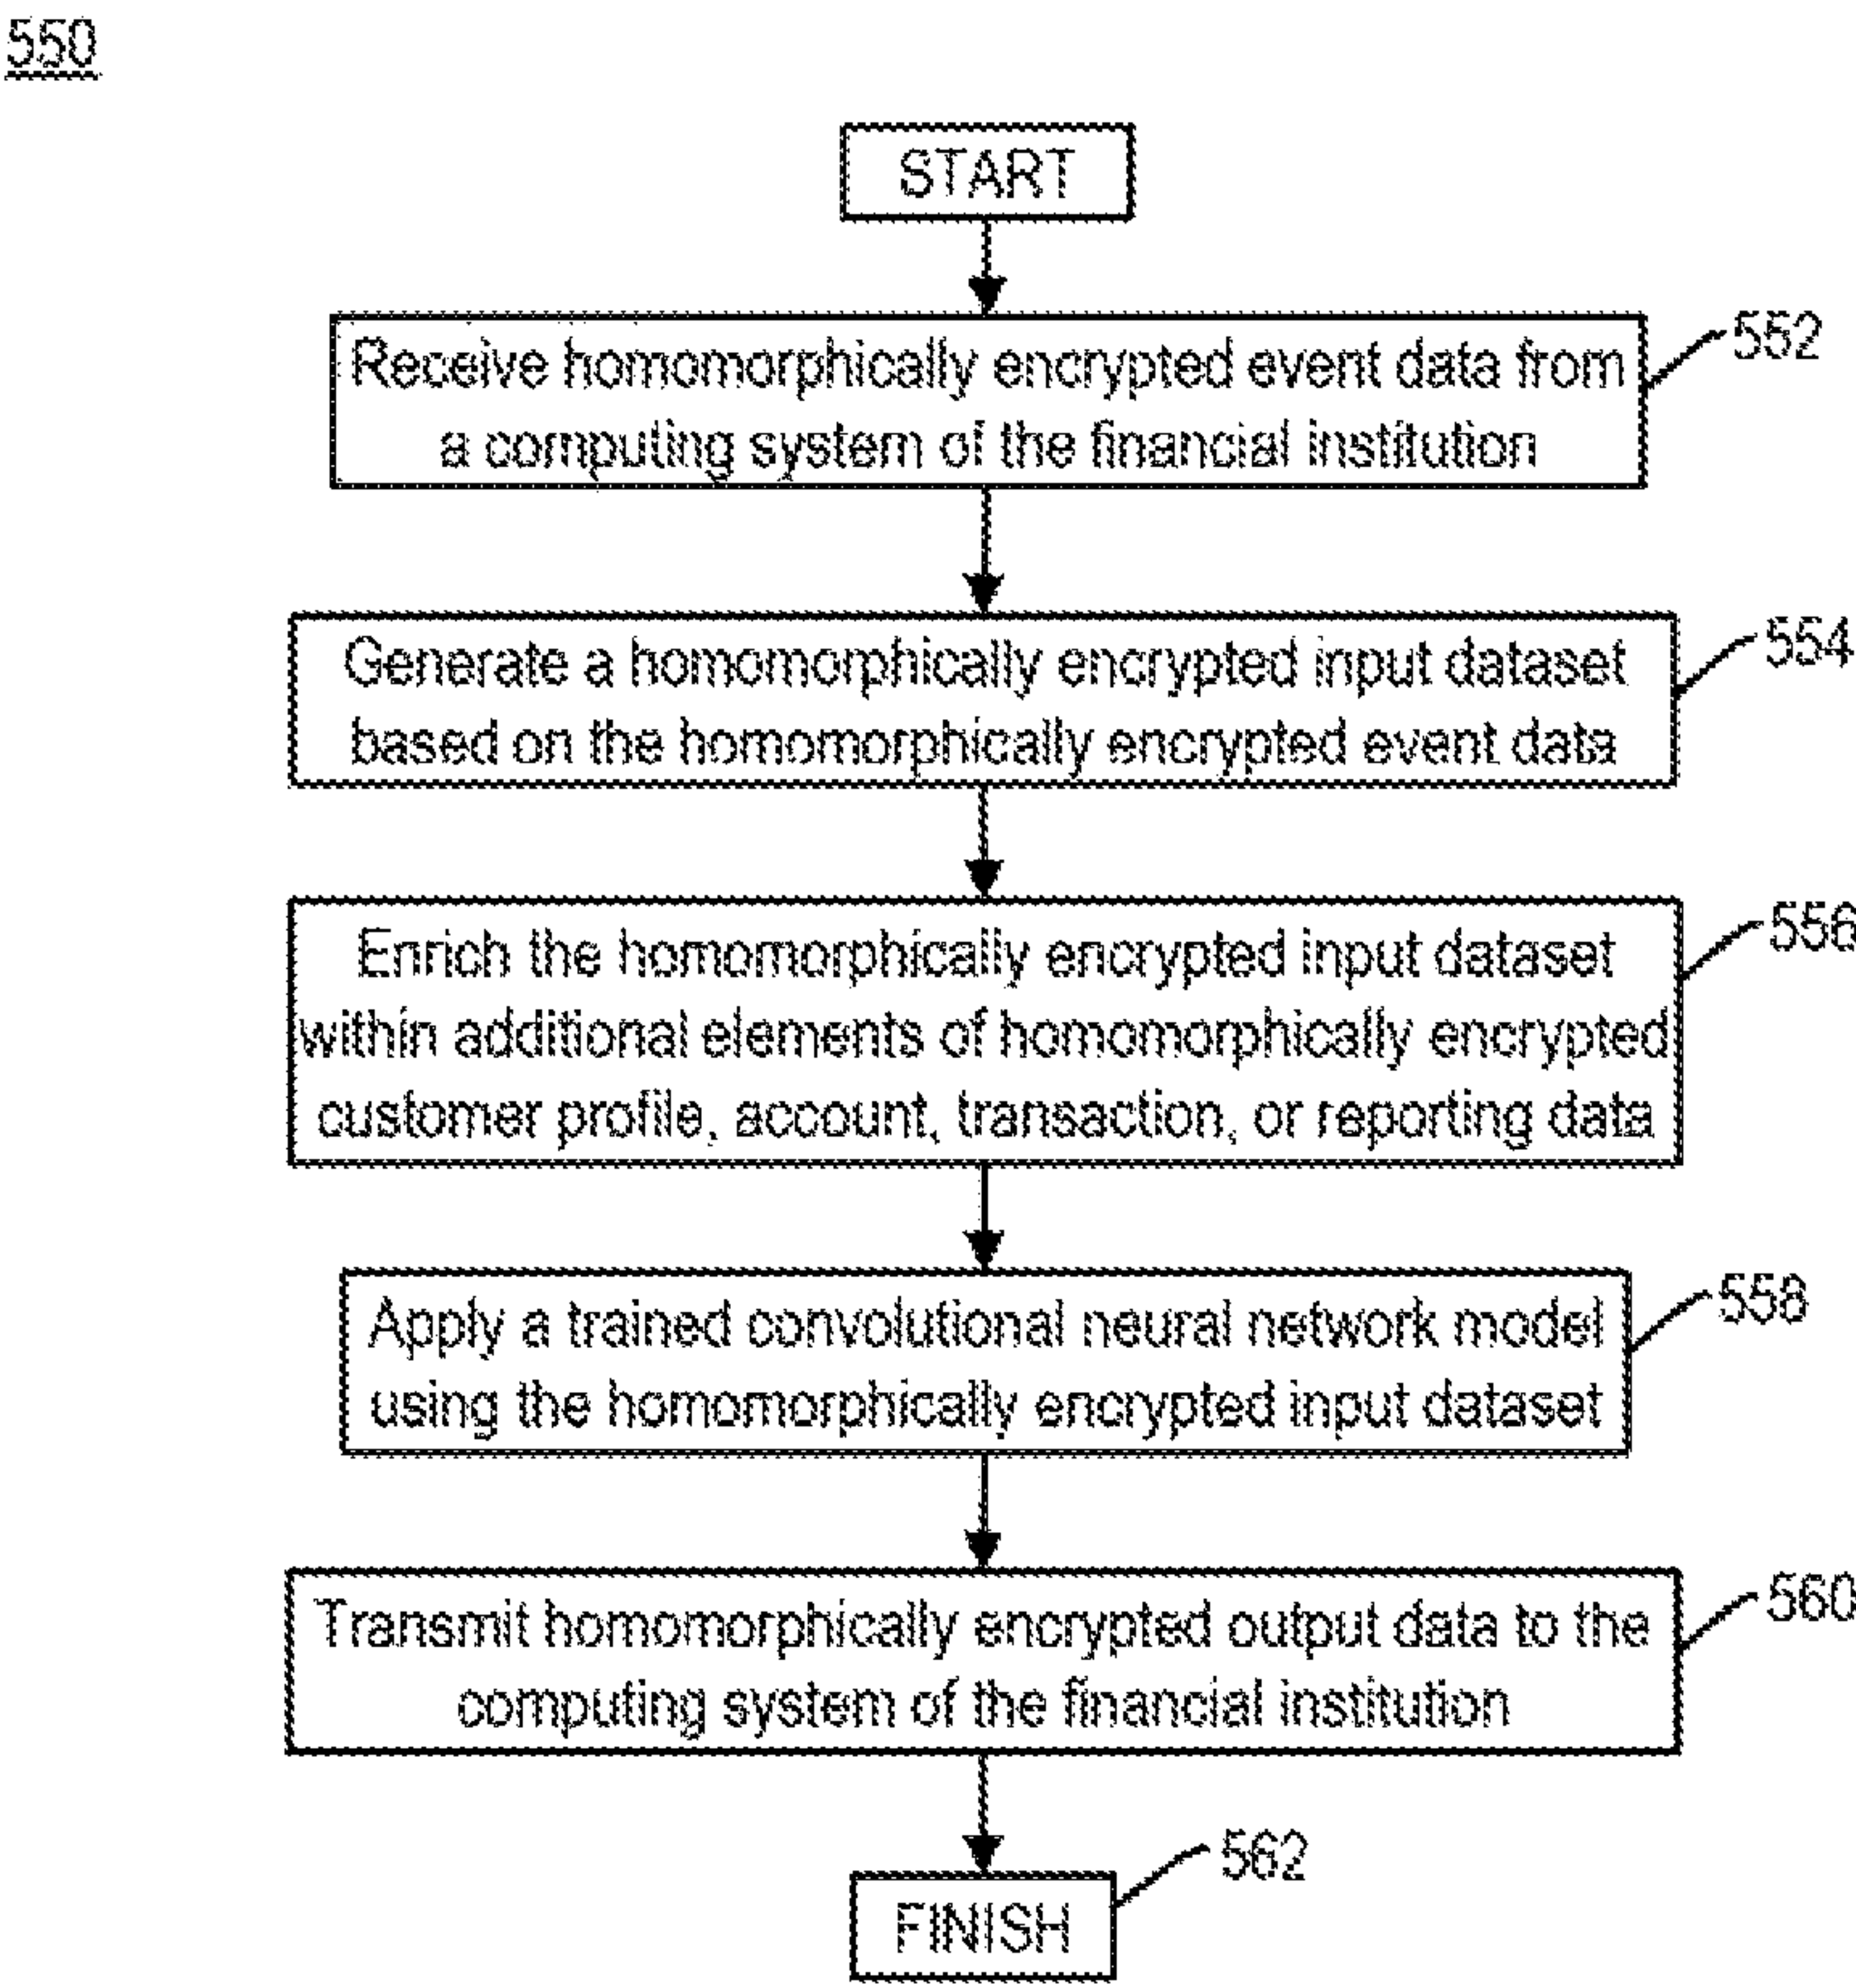 550
START
Receive homomorphically encrypted event data from
a computing system of the financial institution
552
Generate a homomorphically encrypted input dataset
based on the homomorphically encrypted event data
554
Enrich the homomorphically encrypted input dataset
within additional elements of homomorphically encrypted
customer profile, account, transaction, or reporting data
556
Apply a trained convolutional neural network model
using the homomorphically encrypted input dataset
558
Transmit homomorphically encrypted output data to the
computing system of the financial institution
560
FINISH
562